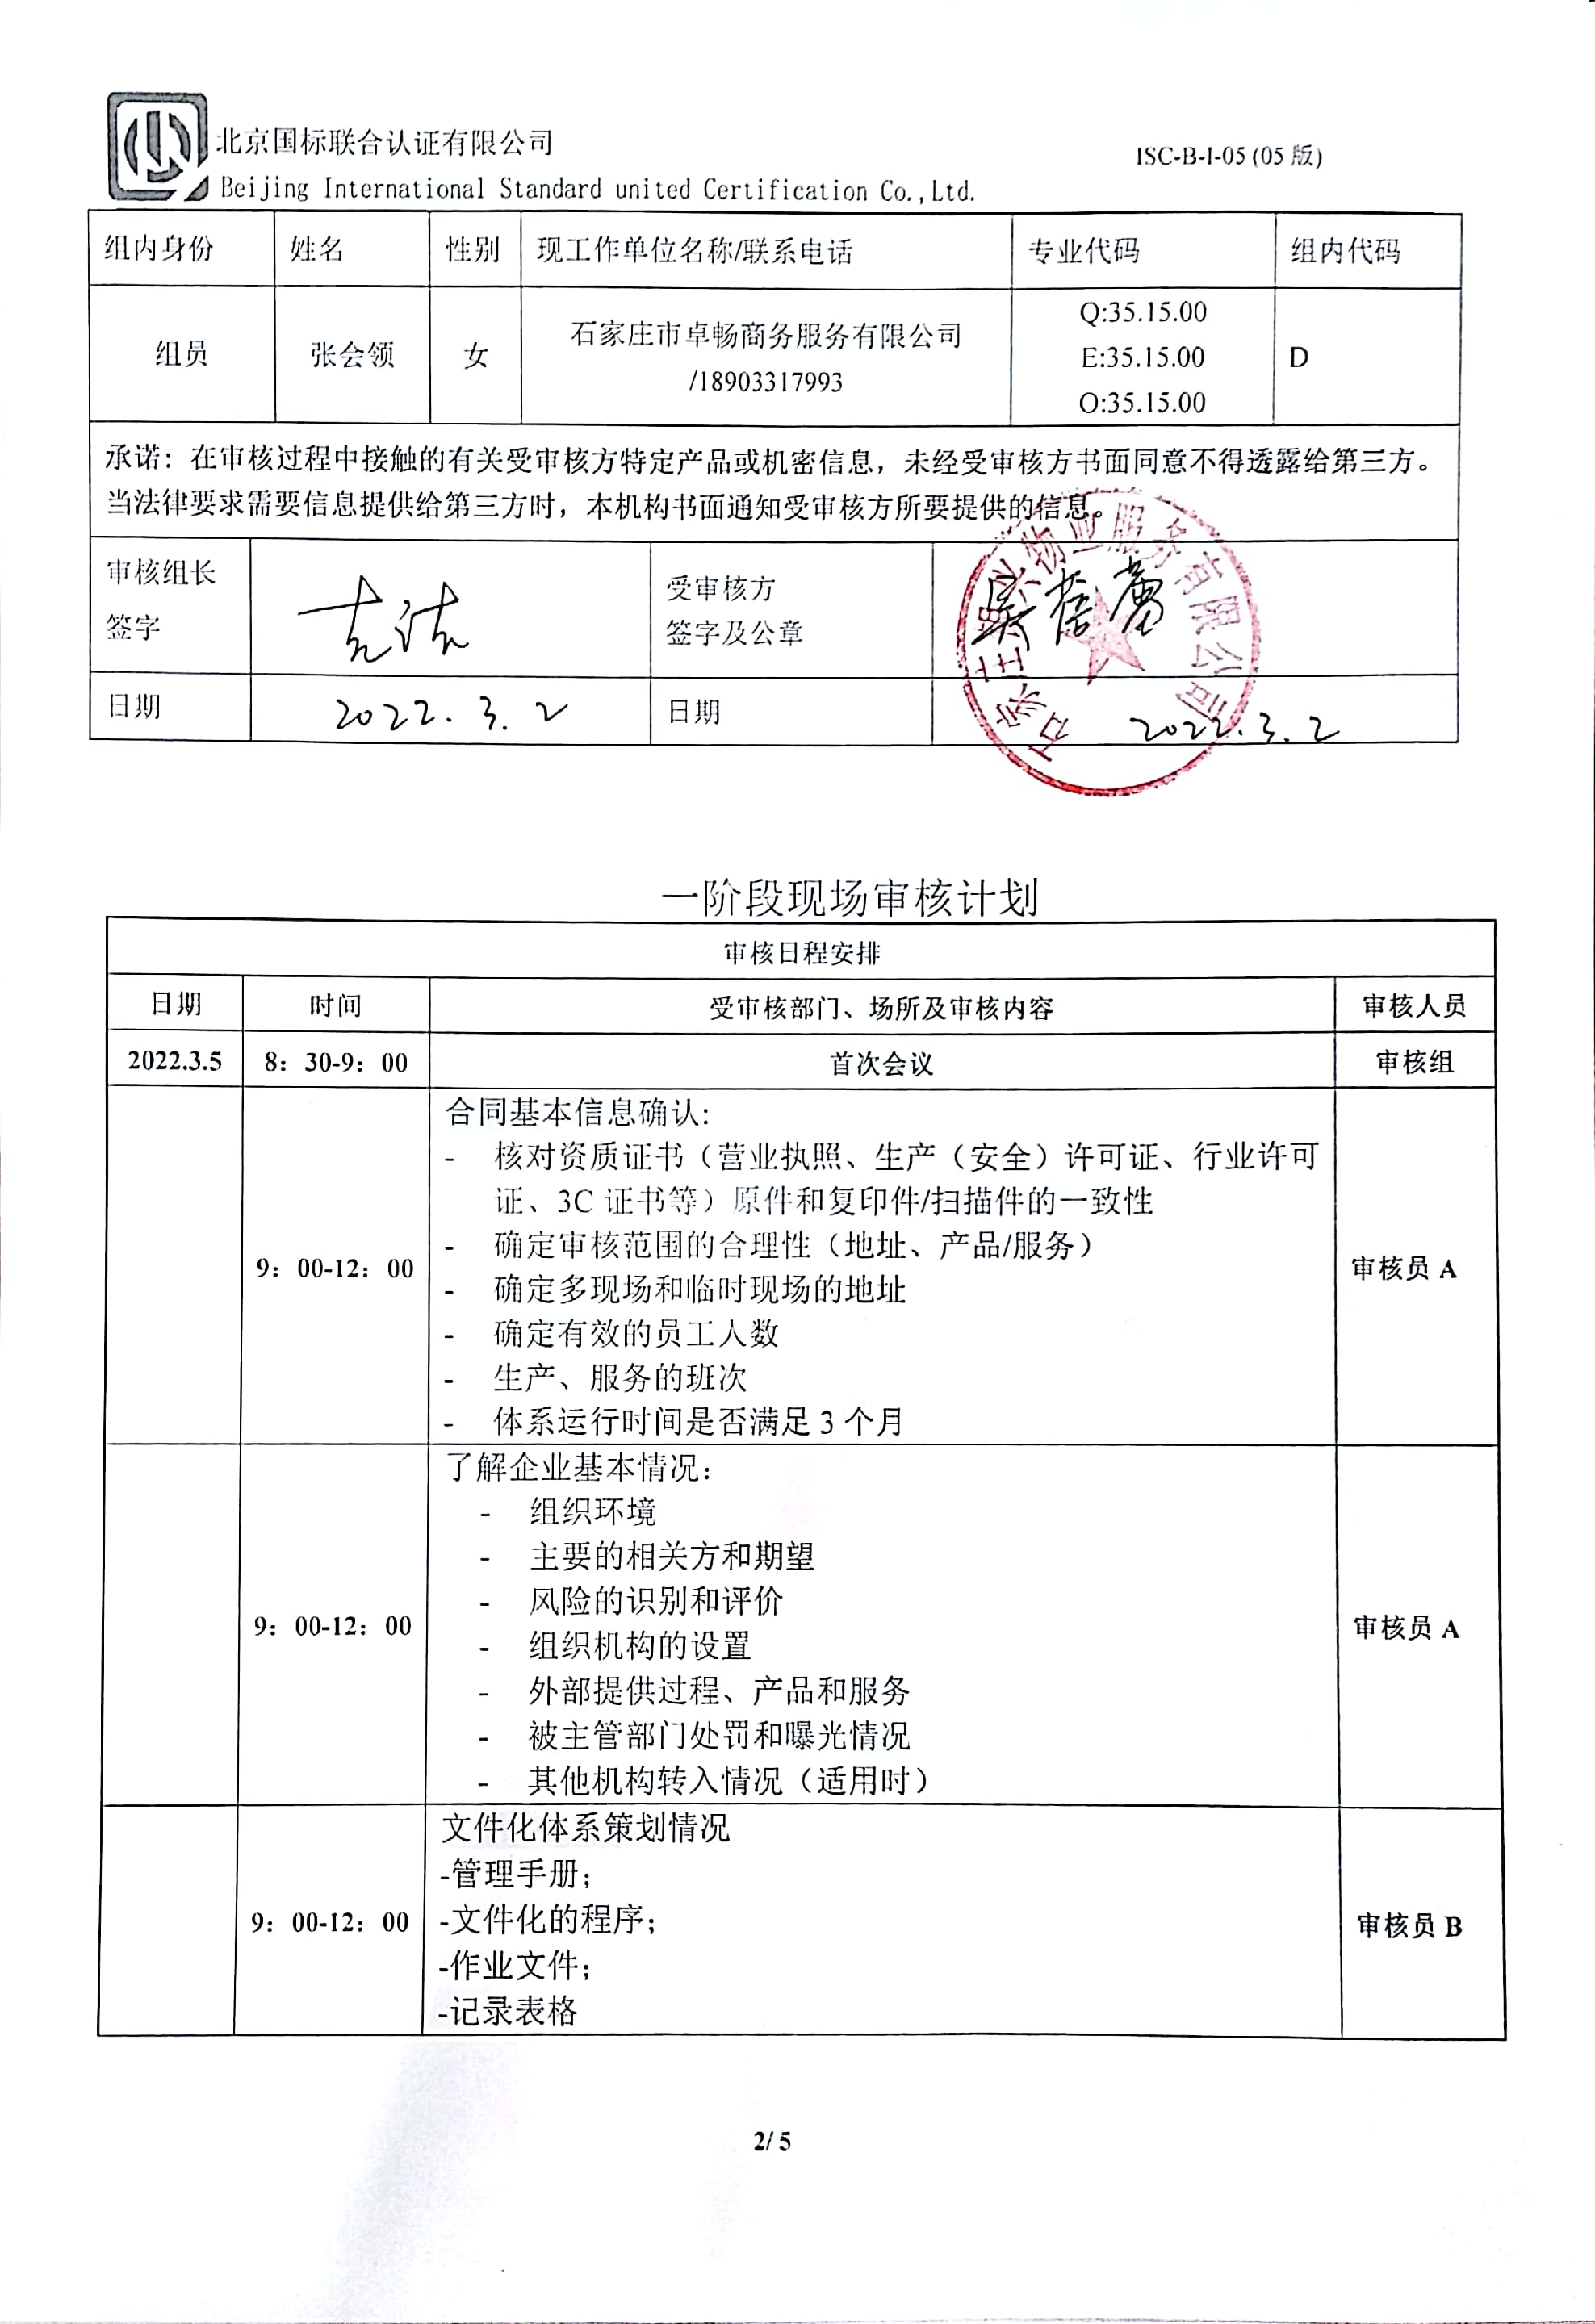 北京国标联合认证有限公司
ISC-B-I-05 (05 版)
Beijing International Standard united Certification Co.,Ltd.
组内身份 姓名 性别 现工作单位名称/联系电话 专业代码 组内代码
组员 张会领 女 石家庄市卓畅商务服务有限公司 /18903317993 Q:35.15.00 E:35.15.00 O:35.15.00 D
承诺：在审核过程中接触的有关受审核方特定产品或机密信息，未经受审核方书面同意不得透露给第三方。
当法律要求需要信息提供给第三方时，本机构书面通知受审核方所要提供的信息。
审核组长
签字
受审核方
签字及公章
石家庄 物业服务有限公司
日期 2022.3.2 日期 2022.3.2
一阶段现场审核计划
审核日程安排
日期 时间 受审核部门、场所及审核内容 审核人员
2022.3.5 8：30-9：00 首次会议 审核组
合同基本信息确认:
- 核对资质证书（营业执照、生产（安全）许可证、行业许可
证、3C 证书等）原件和复印件/扫描件的一致性
- 确定审核范围的合理性（地址、产品/服务）
9：00-12：00 审核员 A
- 确定多现场和临时现场的地址
- 确定有效的员工人数
- 生产、服务的班次
- 体系运行时间是否满足 3 个月
了解企业基本情况：
- 组织环境
- 主要的相关方和期望
- 风险的识别和评价
9：00-12：00 审核员 A
- 组织机构的设置
- 外部提供过程、产品和服务
- 被主管部门处罚和曝光情况
- 其他机构转入情况（适用时）
文件化体系策划情况
-管理手册；
9：00-12：00 -文件化的程序； 审核员 B
-作业文件；
-记录表格
2/ 5